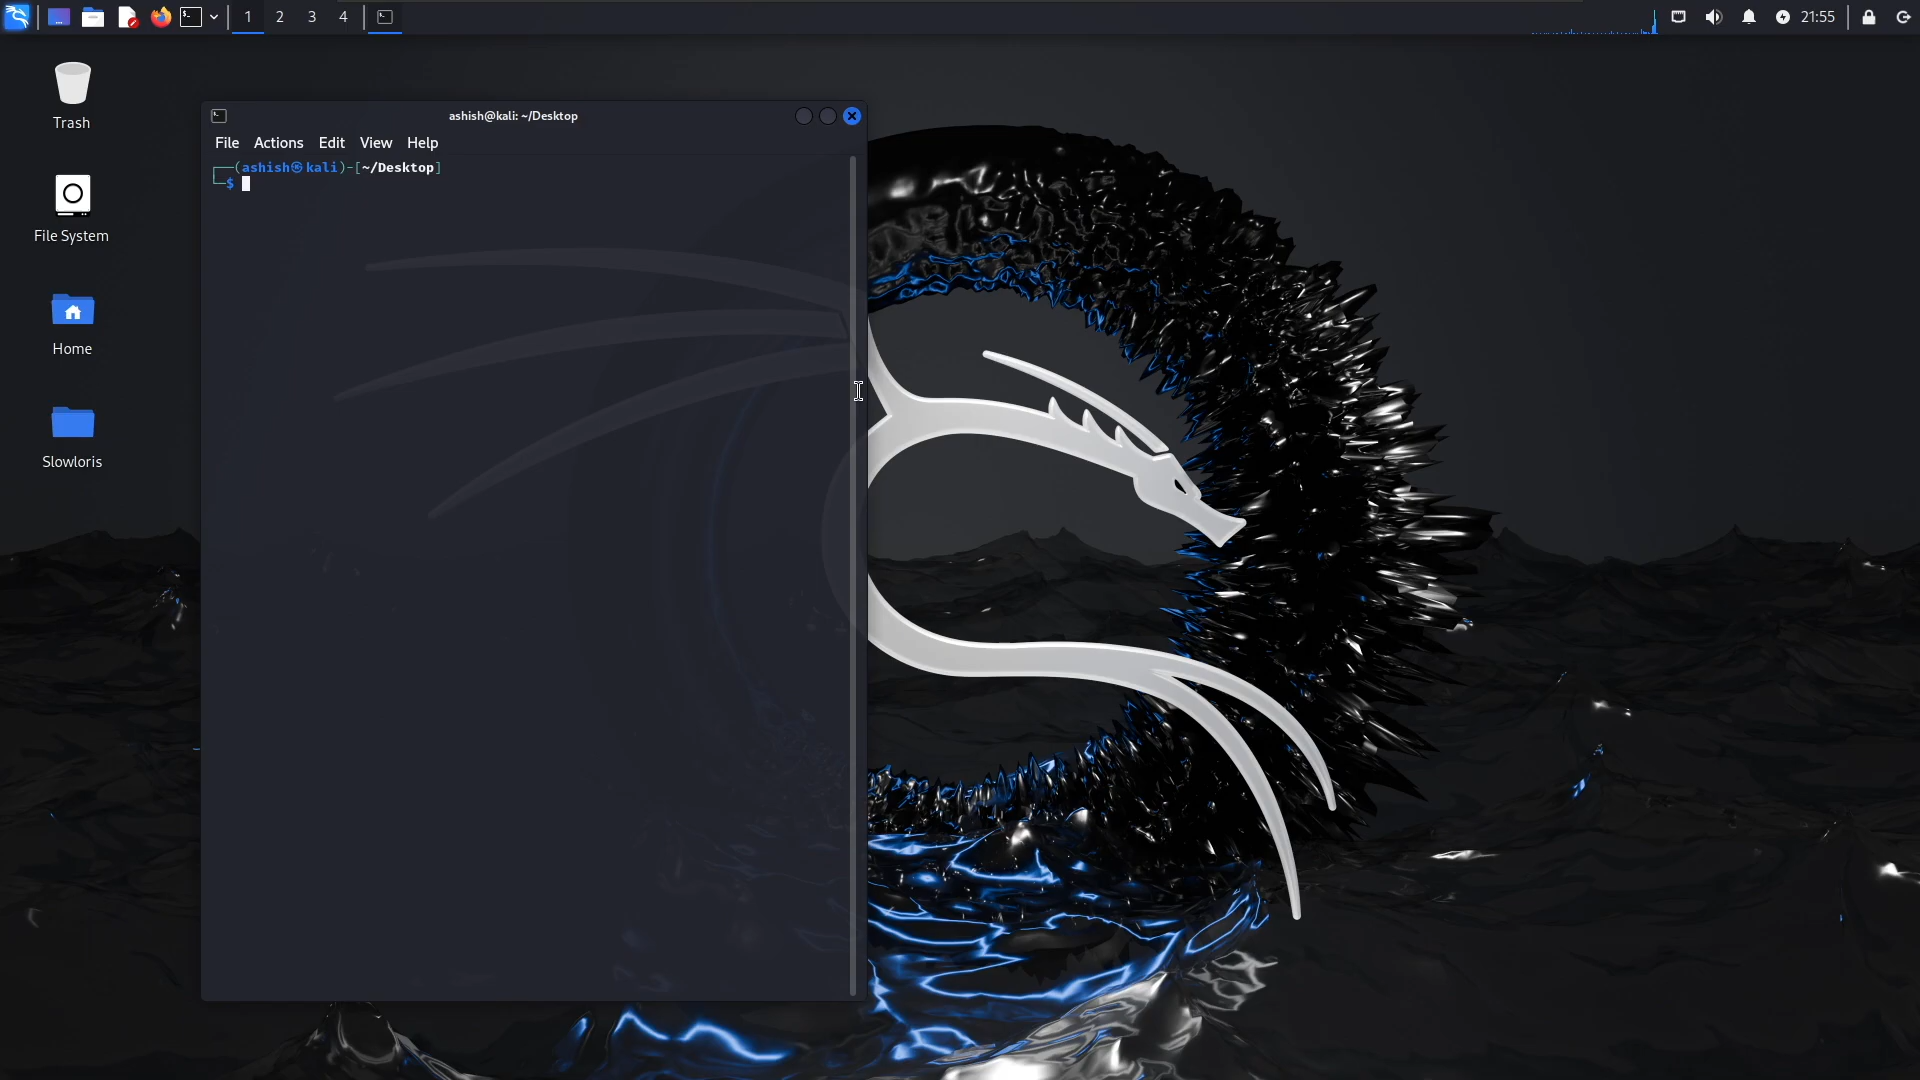 1 2 3 4
21:55
Trash
File System
Home
Slowloris
ashish@kali: ~/Desktop
File Actions Edit View Help
┌──(ashish㉿kali)-[~/Desktop]
└─$